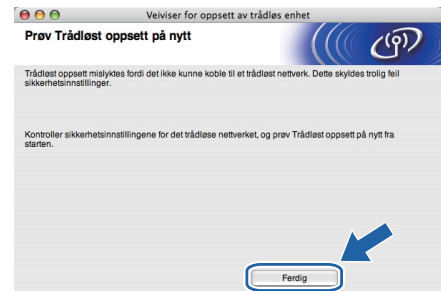 Veiviser for oppsett av trådløs enhet
Prøv Trådløst oppsett på nytt
Trådløst oppsett mislyktes fordi det ikke kunne koble til et trådløst nettverk. Dette skyldes trolig feil
sikkerhetsinnstillinger.
Kontroller sikkerhetsinnstillingene for det trådløse nettverket, og prøv Trådløst oppsett på nytt fra
starten.
Ferdig